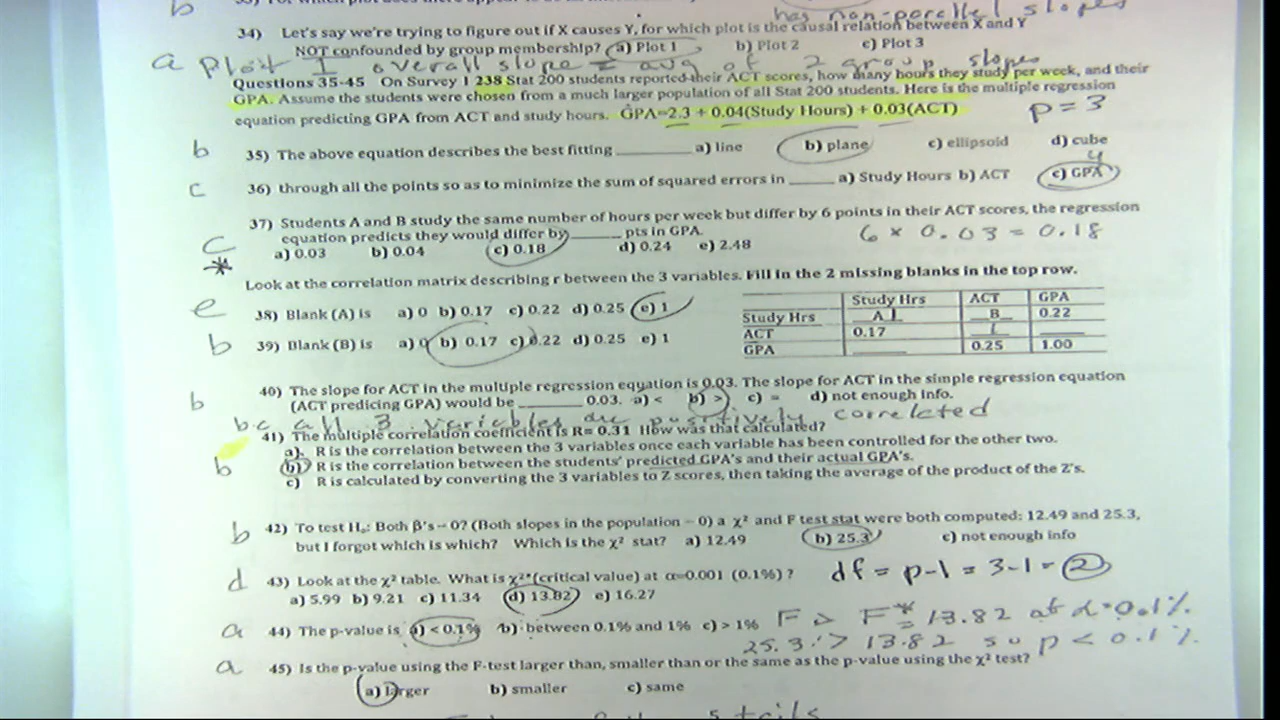 b
has non-parallel slopes
34) Let's say we're trying to figure out if X causes Y, for which plot is the causal relation between X and Y
NOT confounded by group membership? a) Plot 1 b) Plot 2 c) Plot 3
a Plot 1 overall slope = avg of 2 group slopes
Questions 35-45 On Survey 1 238 Stat 200 students reported their ACT scores, how many hours they study per week, and their
GPA. Assume the students were chosen from a much larger population of all Stat 200 students. Here is the multiple regression
equation predicting GPA from ACT and study hours. GPA=2.3 + 0.04(Study Hours) + 0.03(ACT) p = 3
b 35) The above equation describes the best fitting ________ a) line b) plane c) ellipsoid d) cube
y
c 36) through all the points so as to minimize the sum of squared errors in _____ a) Study Hours b) ACT c) GPA
37) Students A and B study the same number of hours per week but differ by 6 points in their ACT scores, the regression
c equation predicts they would differ by ______ pts in GPA. 6 × 0.03 = 0.18
* a) 0.03 b) 0.04 c) 0.18 d) 0.24 e) 2.48
Look at the correlation matrix describing r between the 3 variables. Fill in the 2 missing blanks in the top row.
Study Hrs ACT GPA
e 38) Blank (A) is a) 0 b) 0.17 c) 0.22 d) 0.25 e) 1 Study Hrs A 1 B 0.22
ACT 0.17 1 ____
b 39) Blank (B) is a) 0 b) 0.17 c) 0.22 d) 0.25 e) 1 GPA ____ 0.25 1.00
40) The slope for ACT in the multiple regression equation is 0.03. The slope for ACT in the simple regression equation
b (ACT predicing GPA) would be _______ 0.03. a) < b) > c) = d) not enough info.
b.c all 3 variables are positively correlated
41) The multiple correlation coefficient is R= 0.31 How was that calculated?
a). R is the correlation between the 3 variables once each variable has been controlled for the other two.
b b) R is the correlation between the students' predicted GPA's and their actual GPA's.
c) R is calculated by converting the 3 variables to Z scores, then taking the average of the product of the Z's.
b 42) To test H₀: Both β's = 0? (Both slopes in the population = 0) a χ² and F test stat were both computed: 12.49 and 25.3,
but I forgot which is which? Which is the χ² stat? a) 12.49 b) 25.3 c) not enough info
d 43) Look at the χ² table. What is χ²*(critical value) at α=0.001 (0.1%) ? df = p-1 = 3-1 = 2
a) 5.99 b) 9.21 c) 11.34 d) 13.82 e) 16.27
F > F* = 13.82 at α=0.1%
a 44) The p-value is a) < 0.1% b) between 0.1% and 1% c) > 1%
25.3 > 13.82 so p < 0.1%
a 45) Is the p-value using the F-test larger than, smaller than or the same as the p-value using the χ² test?
a) larger b) smaller c) same